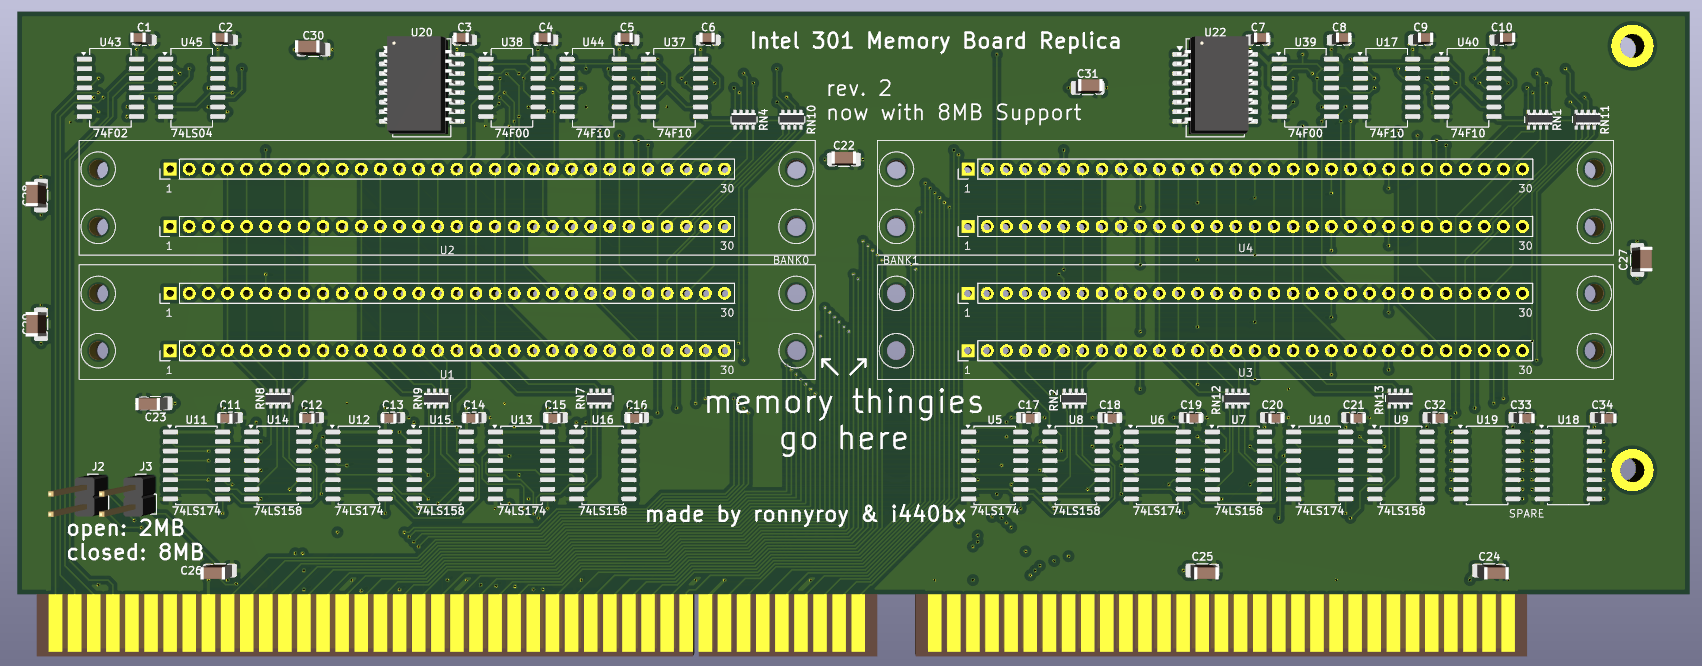 C1 C2 C3 C4 C5 C6 C7 C8 C9 C10
U43 U45 C30 U20 U38 U44 U37 Intel 301 Memory Board Replica U22 U39 U17 U40
C31
rev. 2
now with 8MB Support
RN4 RN10 RN1 RN11
74F02 74LS04 74F00 74F10 74F10 74F00 74F10 74F10
C22
1 30 1 30
1 30 1 30
U2 U4
BANK0 BANK1
C27
1 30 1 30
1 30 1 30
U1 U3
RN8 RN9 RN7 RN2 RN12 RN13
memory thingies
go here
C23 C11 C12 C13 C14 C15 C16 C17 C18 C19 C20 C21 C32 C33 C34
U11 U14 U12 U15 U13 U16 U5 U8 U6 U7 U10 U9 U19 U18
J2 J3
74LS174 74LS158 74LS174 74LS158 74LS174 74LS158 74LS174 74LS158 74LS174 74LS158 74LS174 74LS158 SPARE
made by ronnyroy & i440bx
open: 2MB
closed: 8MB
C26 C25 C24